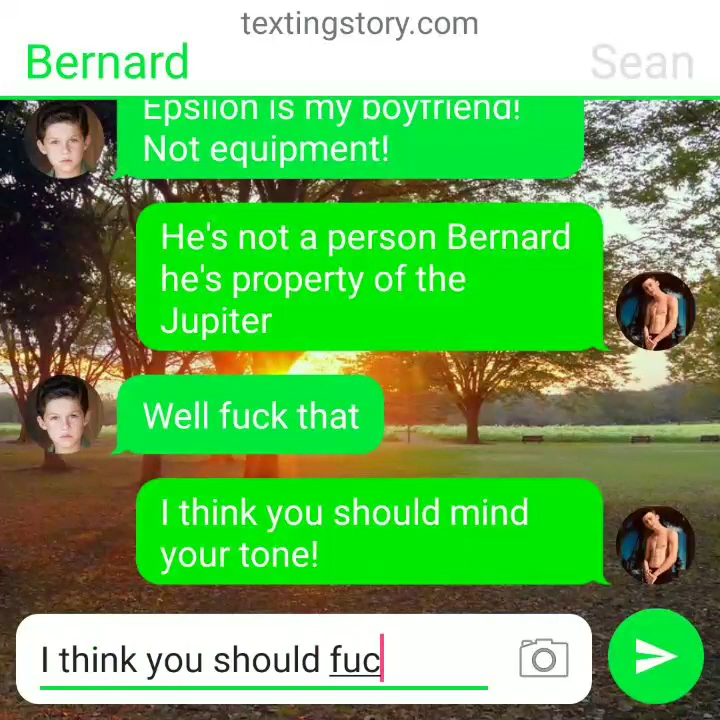 textingstory.com
Bernard
Sean
Epsilon is my boyfriend!
Not equipment!
He's not a person Bernard
he's property of the
Jupiter
Well fuck that
I think you should mind
your tone!
I think you should fuc